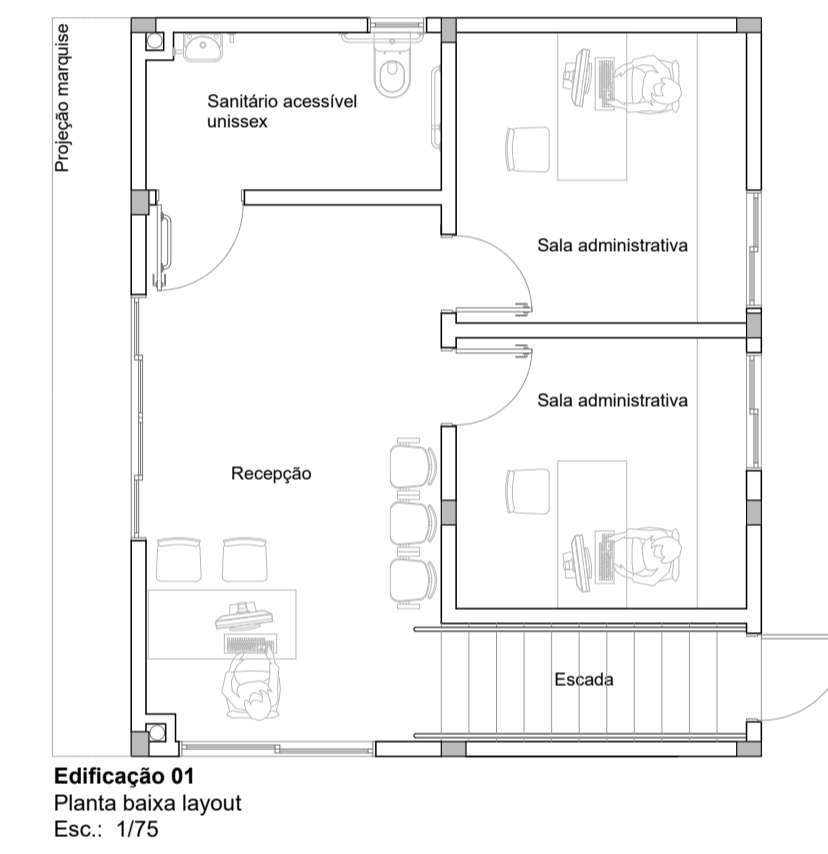 Projeção marquise
Sanitário acessível
unissex
Sala administrativa
Sala administrativa
Recepção
Escada
Edificação 01
Planta baixa layout
Esc.: 1/75